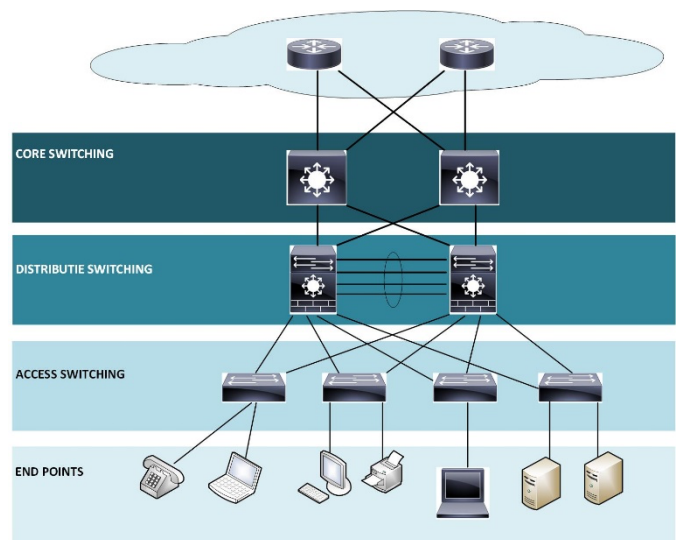 CORE SWITCHING
DISTRIBUTIE SWITCHING
ACCESS SWITCHING
END POINTS